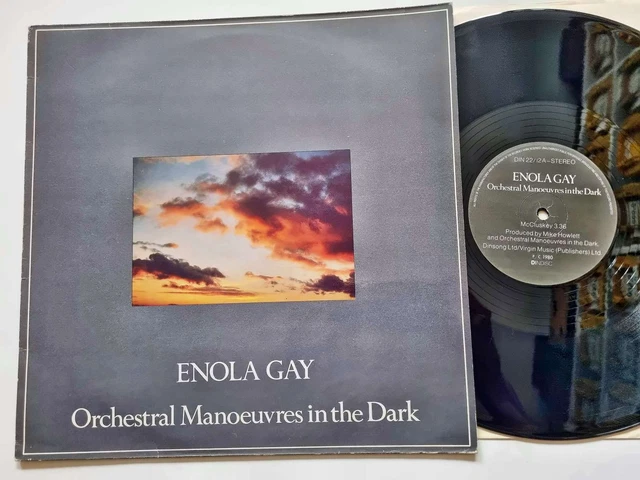 ENOLA GAY
Orchestral Manoeuvres in the Dark
DIN 22/12A-STEREO
ENOLA GAY
Orchestral Manoeuvres in the Dark
McCluskey 3.36
Produced by Mike Howlett
and Orchestral Manoeuvres in the Dark
Dinsong Ltd/Virgin Music (Publishers) Ltd.
1980
DINDISC